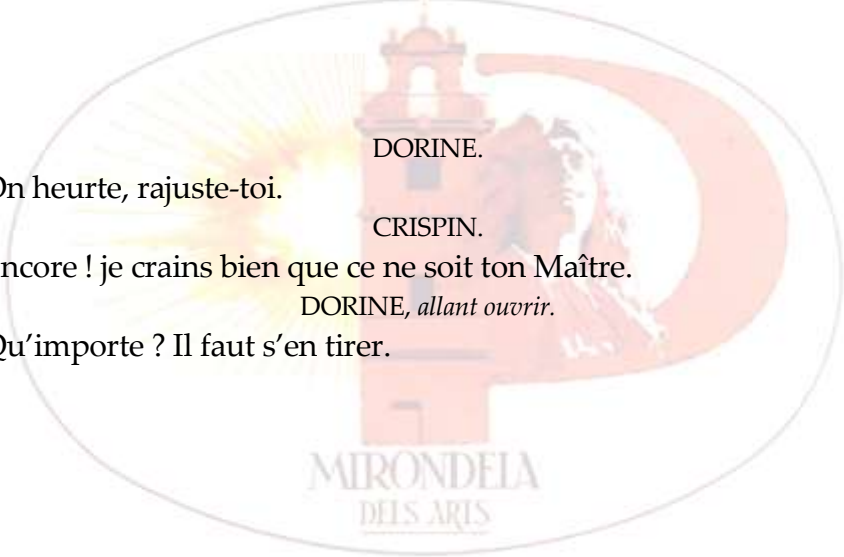 DORINE.
On heurte, rajuste-toi.
CRISPIN.
ncore ! je crains bien que ce ne soit ton Maître.
DORINE, allant ouvrir.
Qu’importe ? Il faut s’en tirer.
MIRONDELA
DELS ARTS